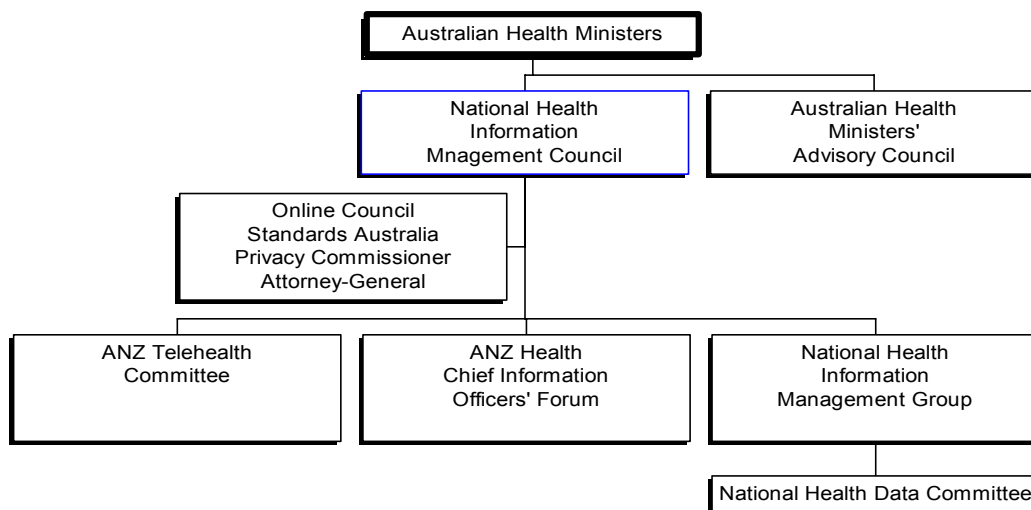 Australian Health Ministers
National Health
Information
Mnagement Council
Australian Health
Ministers'
Advisory Council
Online Council
Standards Australia
Privacy Commissioner
Attorney-General
ANZ Telehealth
Committee
ANZ Health
Chief Information
Officers' Forum
National Health
Information
Management Group
National Health Data Committee